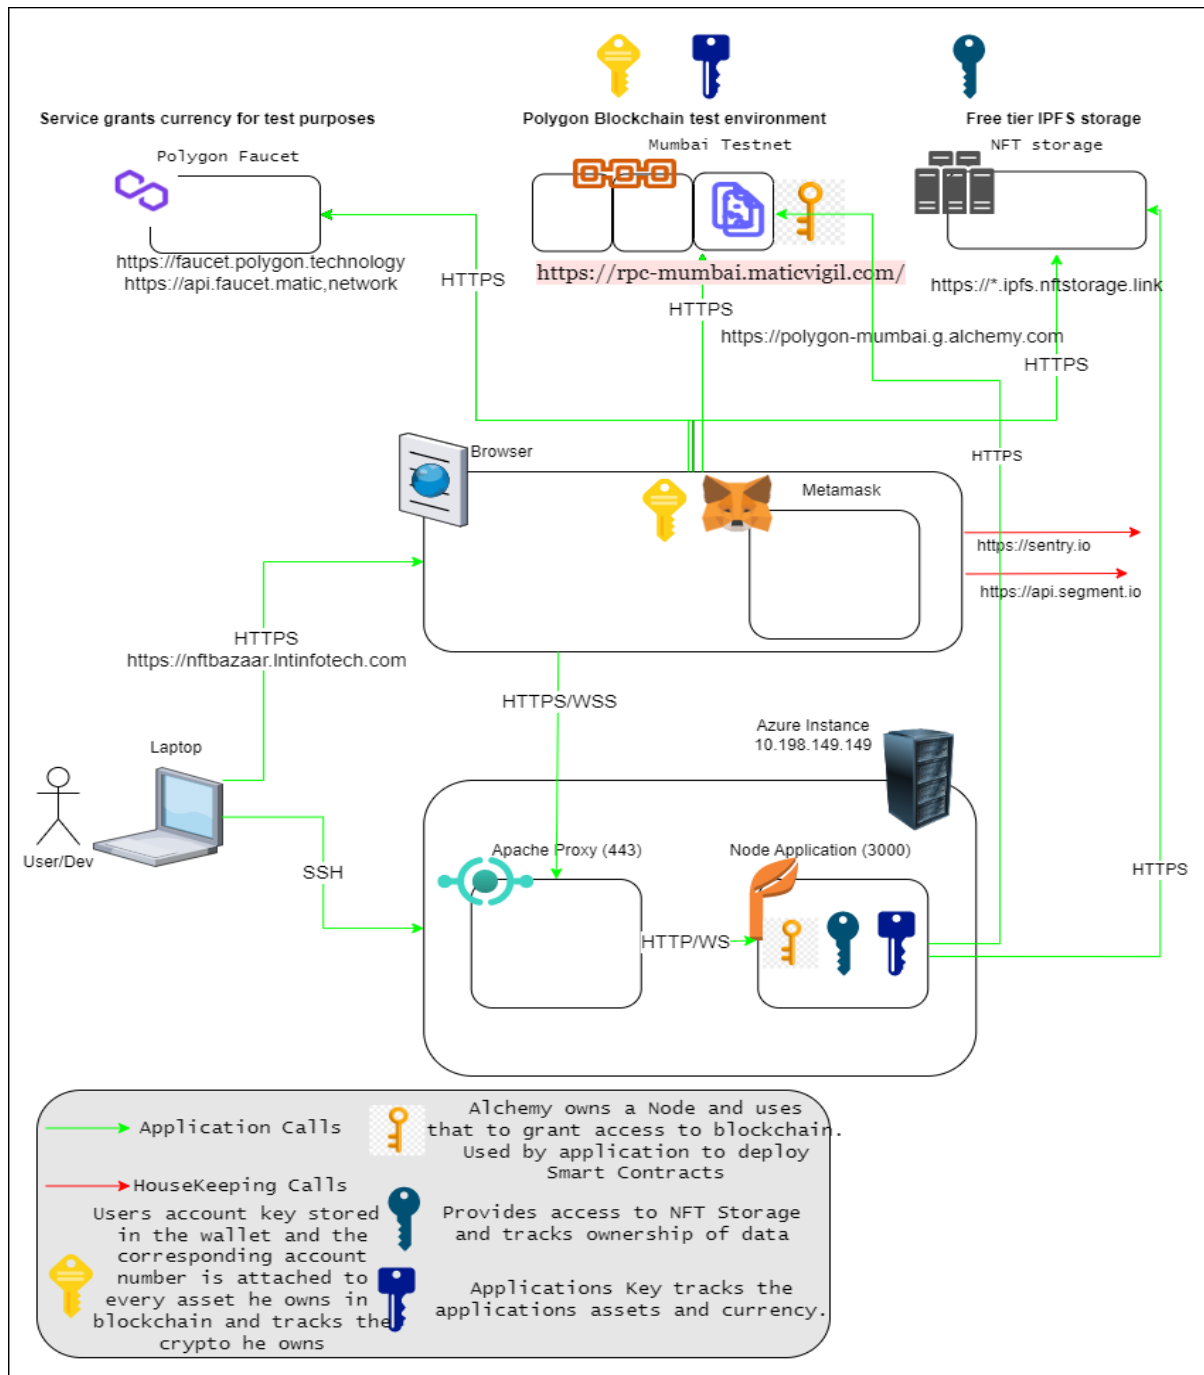 Service grants currency for test purposes
Polygon Faucet
https://faucet.polygon.technology
https://api.faucet.matic,network
Polygon Blockchain test environment
Mumbai Testnet
https://rpc-mumbai.maticvigil.com/
Free tier IPFS storage
NFT storage
https://*.ipfs.nftstorage.link
HTTPS
HTTPS
https://polygon-mumbai.g.alchemy.com
HTTPS
HTTPS
Browser
Metamask
https://sentry.io
https://api.segment.io
HTTPS
https://nftbazaar.lntinfotech.com
HTTPS/WSS
Azure Instance
10.198.149.149
Laptop
User/Dev
SSH
Apache Proxy (443)
Node Application (3000)
HTTP/WS
HTTPS
Application Calls
HouseKeeping Calls
Users account key stored
in the wallet and the
corresponding account
number is attached to
every asset he owns in
blockchain and tracks the
crypto he owns
Alchemy owns a Node and uses
that to grant access to blockchain.
Used by application to deploy
Smart Contracts
Provides access to NFT Storage
and tracks ownership of data
Applications Key tracks the
applications assets and currency.